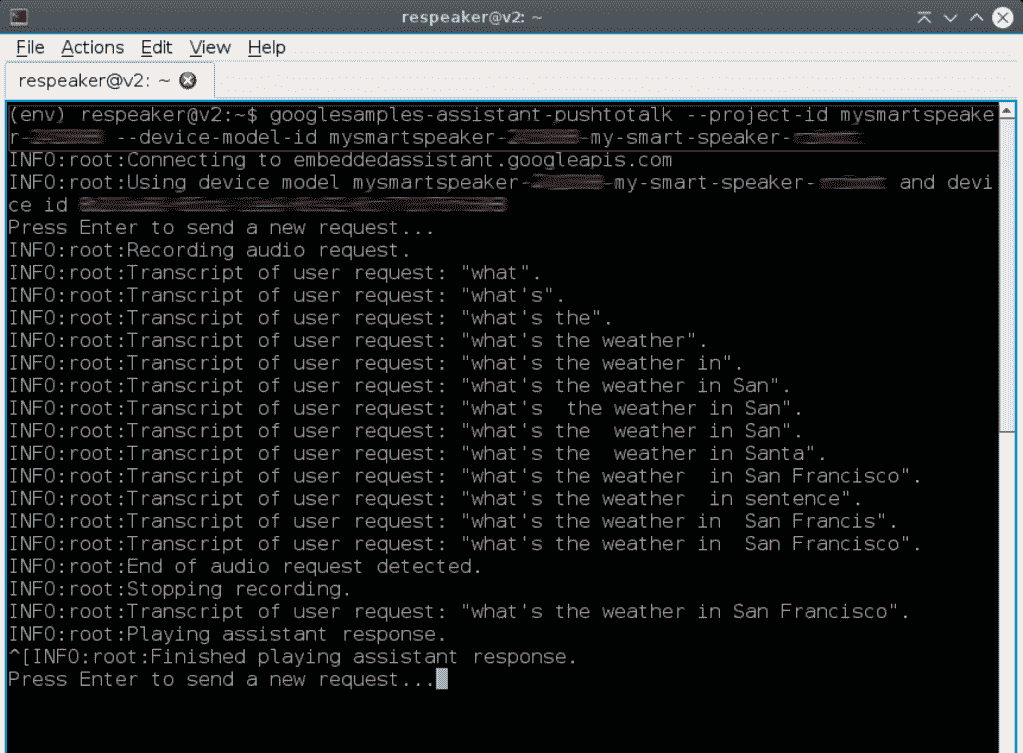 respeaker@v2: ~
File Actions Edit View Help
respeaker@v2: ~
(env) respeaker@v2:~$ googlesamples-assistant-pushtotalk --project-id mysmartspeake
r- --device-model-id mysmartspeaker- -my-smart-speaker-
INFO:root:Connecting to embeddedassistant.googleapis.com
INFO:root:Using device model mysmartspeaker- -my-smart-speaker- and devi
ce id
Press Enter to send a new request...
INFO:root:Recording audio request.
INFO:root:Transcript of user request: "what".
INFO:root:Transcript of user request: "what's".
INFO:root:Transcript of user request: "what's the".
INFO:root:Transcript of user request: "what's the weather".
INFO:root:Transcript of user request: "what's the weather in".
INFO:root:Transcript of user request: "what's the weather in San".
INFO:root:Transcript of user request: "what's  the weather in San".
INFO:root:Transcript of user request: "what's the  weather in San".
INFO:root:Transcript of user request: "what's the  weather in Santa".
INFO:root:Transcript of user request: "what's the weather  in San Francisco".
INFO:root:Transcript of user request: "what's the weather  in sentence".
INFO:root:Transcript of user request: "what's the weather in  San Francis".
INFO:root:Transcript of user request: "what's the weather in  San Francisco".
INFO:root:End of audio request detected.
INFO:root:Stopping recording.
INFO:root:Transcript of user request: "what's the weather in San Francisco".
INFO:root:Playing assistant response.
^[INFO:root:Finished playing assistant response.
Press Enter to send a new request...